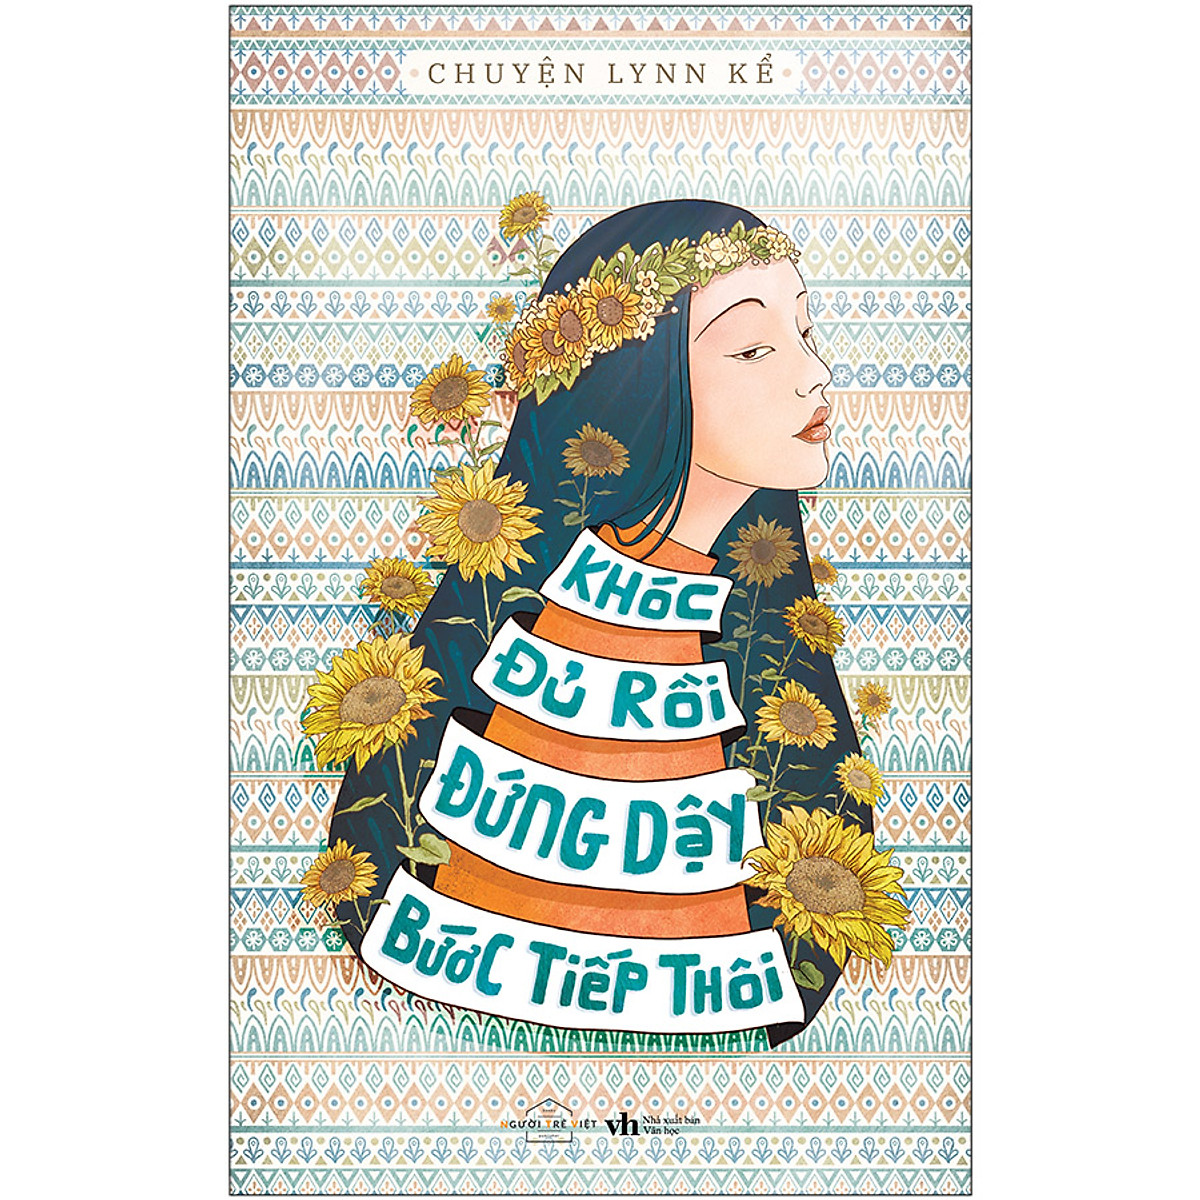 CHUYỆN LYNN KỂ
KHÓC
ĐỦ RỒI
ĐỨNG DẬY
BƯỚC TIẾP THÔI
NGƯỜI TRẺ VIỆT
vh
Nhà xuất bản
Văn học